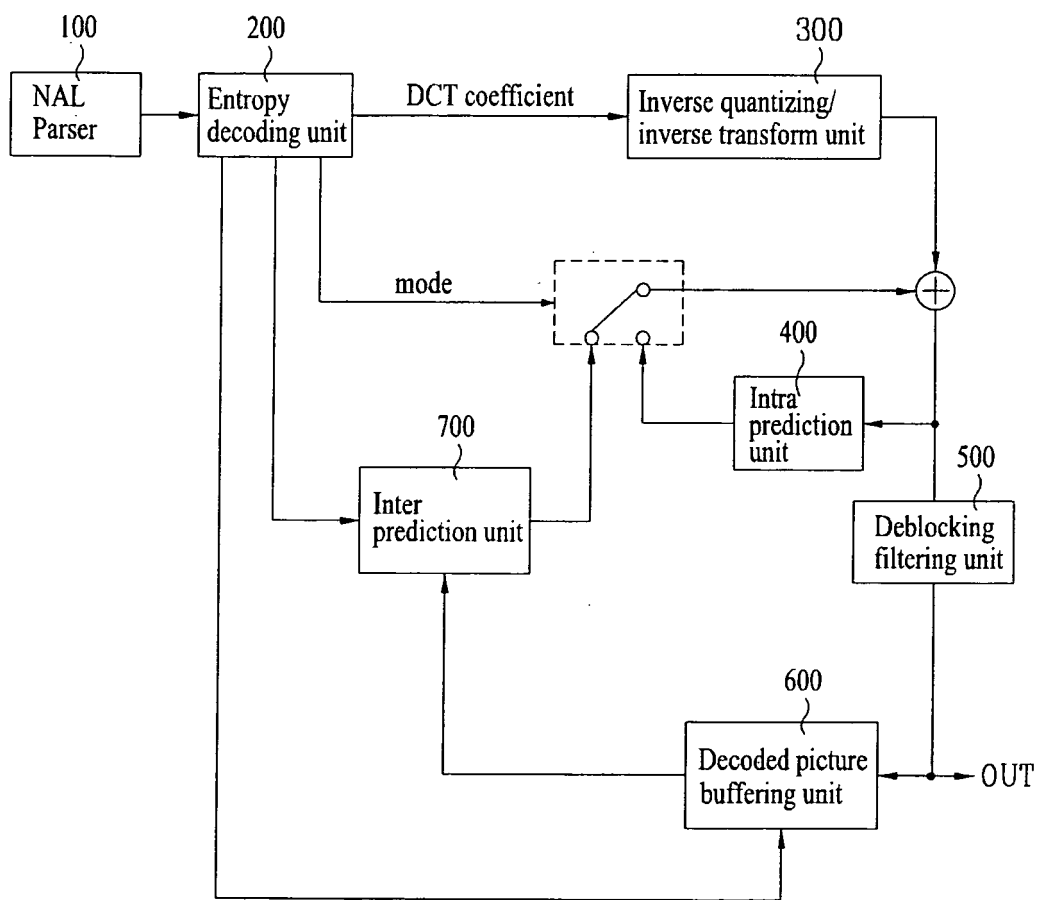 100
200
300
NAL
Parser
Entropy
decoding unit
DCT coefficient
Inverse quantizing/
inverse transform unit
mode
400
Intra
prediction
unit
700
Inter
prediction unit
500
Deblocking
filtering unit
600
Decoded picture
buffering unit
OUT